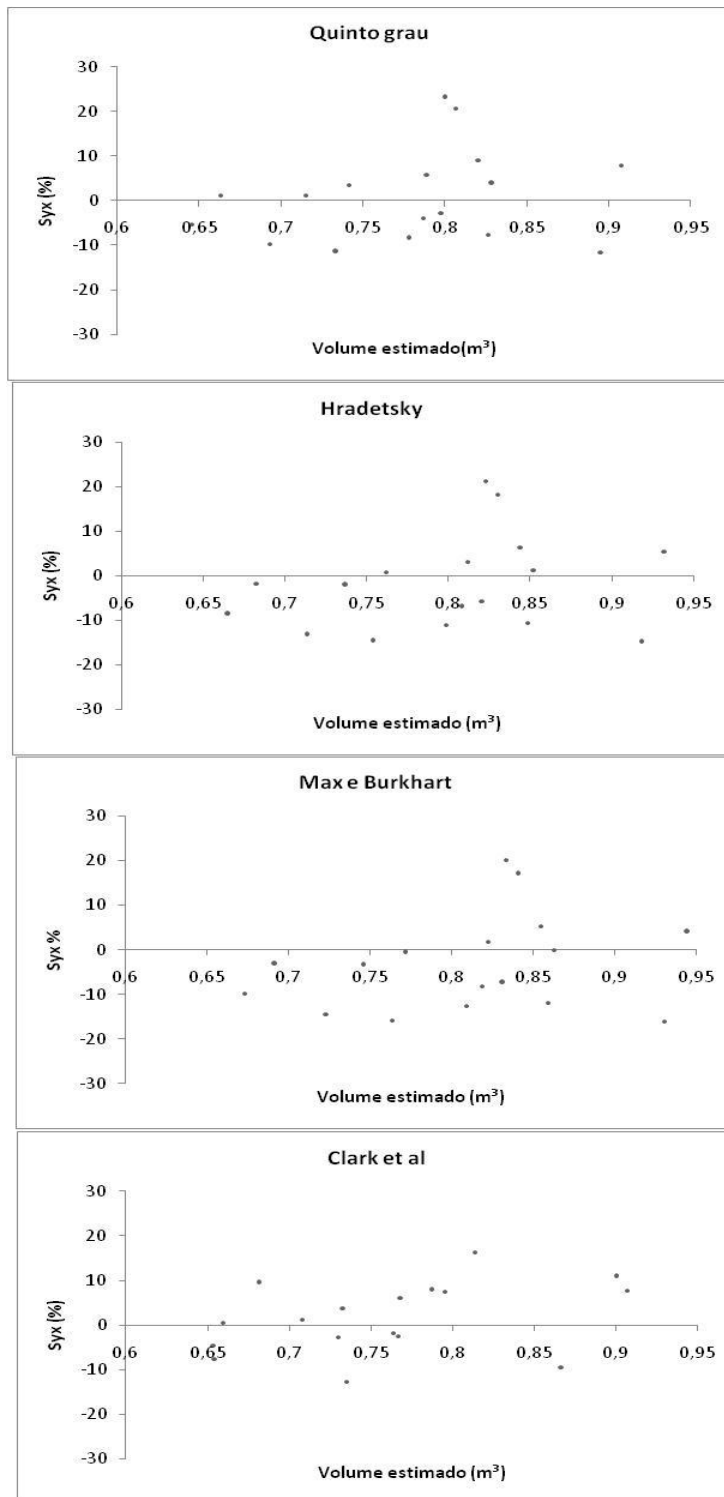 Quinto grau
30
20
10
0
-10
-20
-30
0,6 0,65 0,7 0,75 0,8 0,85 0,9 0,95
Syx (%)
Volume estimado(m³)
Hradetsky
30
20
10
0
-10
-20
-30
0,6 0,65 0,7 0,75 0,8 0,85 0,9 0,95
Syx (%)
Volume estimado (m³)
Max e Burkhart
30
20
10
0
-10
-20
-30
0,6 0,65 0,7 0,75 0,8 0,85 0,9 0,95
Syx %
Volume estimado (m³)
Clark et al
30
20
10
0
-10
-20
-30
0,6 0,65 0,7 0,75 0,8 0,85 0,9 0,95
Syx (%)
Volume estimado (m³)